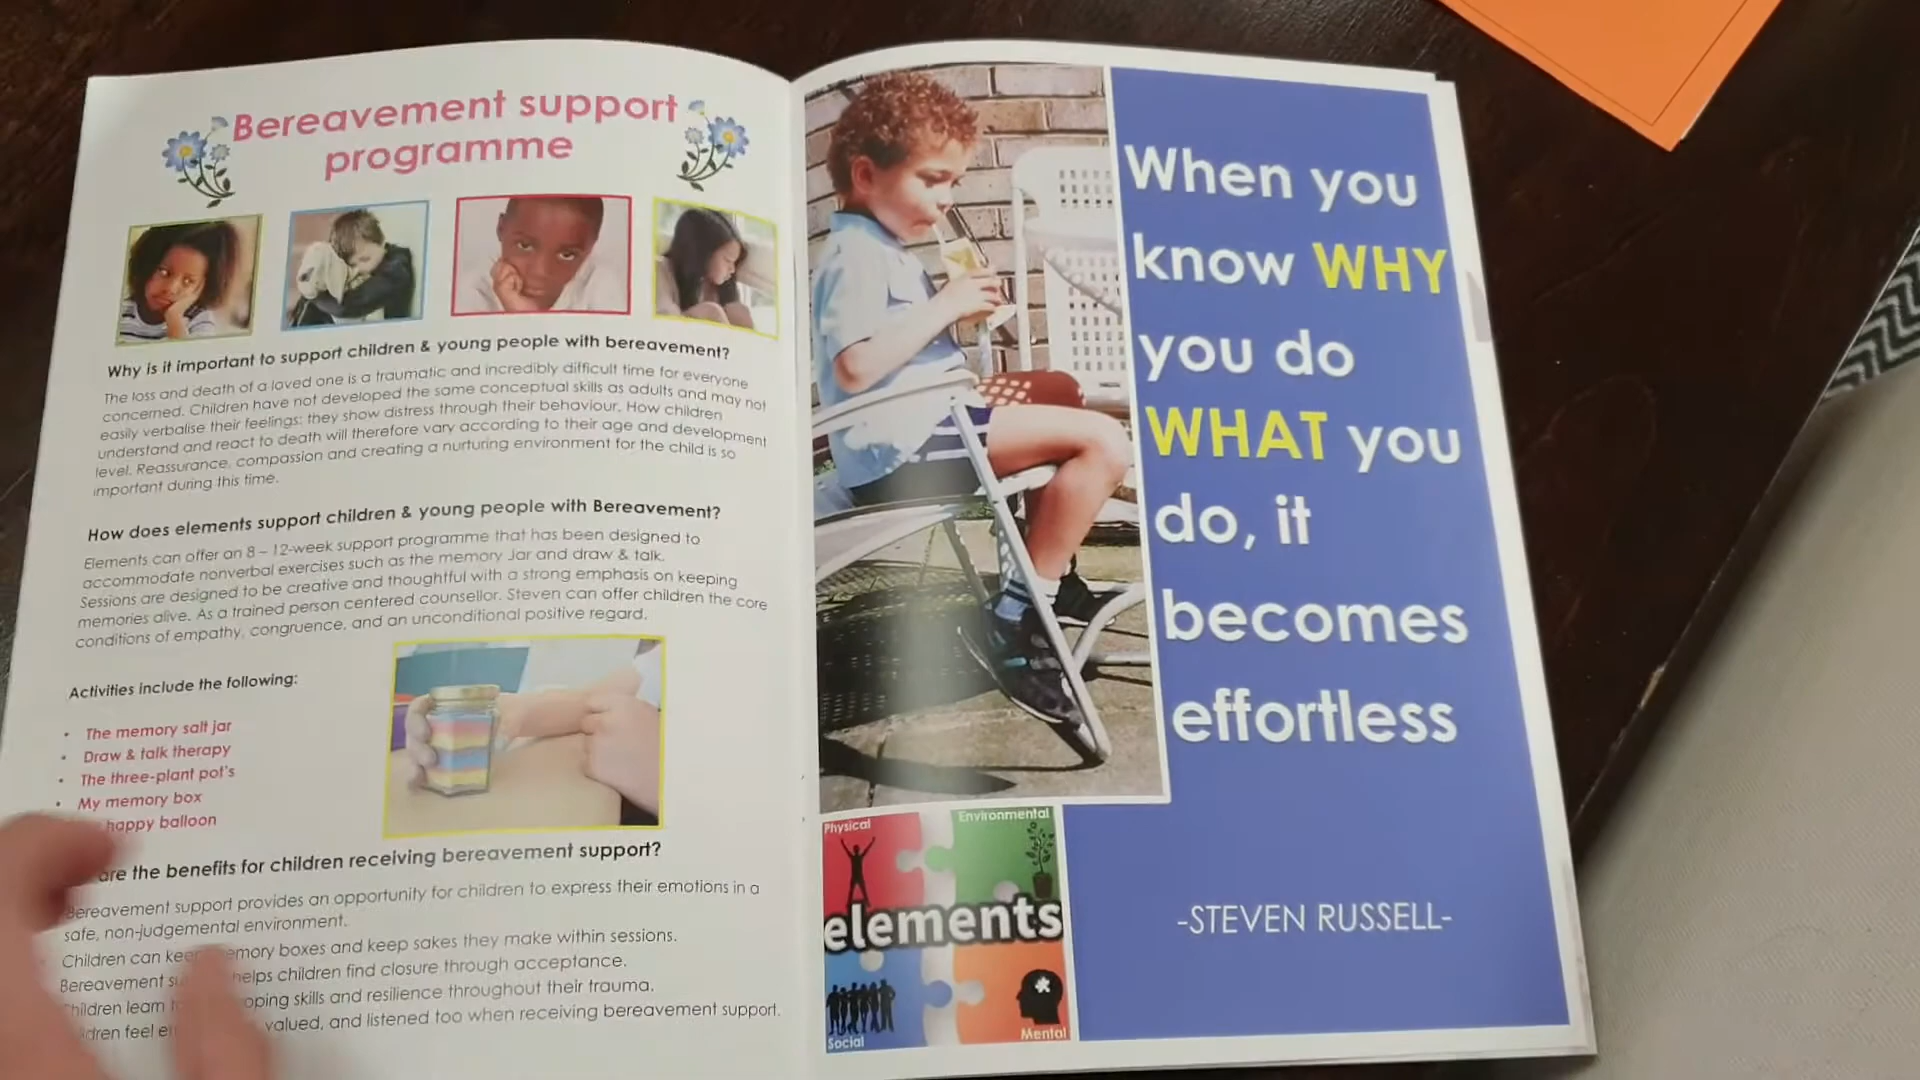 Bereavement support
programme
Why is it important to support children & young people with bereavement?
The loss and death of a loved one is a traumatic and incredibly difficult time for everyone
concerned. Children have not developed the same conceptual skills as adults and may not
easily verbalise their feelings; they show distress through their behaviour. How children
understand and react to death will therefore vary according to their age and development
level. Reassurance, compassion and creating a nurturing environment for the child is so
important during this time.
How does elements support children & young people with Bereavement?
Elements can offer an 8 – 12-week support programme that has been designed to
accommodate nonverbal exercises such as the memory Jar and draw & talk.
Sessions are designed to be creative and thoughtful with a strong emphasis on keeping
memories alive. As a trained person centered counsellor. Steven can offer children the core
conditions of empathy, congruence, and an unconditional positive regard.
Activities include the following:
• The memory salt jar
• Draw & talk therapy
• The three-plant pot's
• My memory box
happy balloon
are the benefits for children receiving bereavement support?
Bereavement support provides an opportunity for children to express their emotions in a
safe, non-judgemental environment.
Children can keep memory boxes and keep sakes they make within sessions.
Bereavement helps children find closure through acceptance.
Children learn skills and resilience throughout their trauma.
feel valued, and listened too when receiving bereavement support.
When you
know WHY
you do
WHAT you
do, it
becomes
effortless
-STEVEN RUSSELL-
Physical
Environmental
elements
Social
Mental